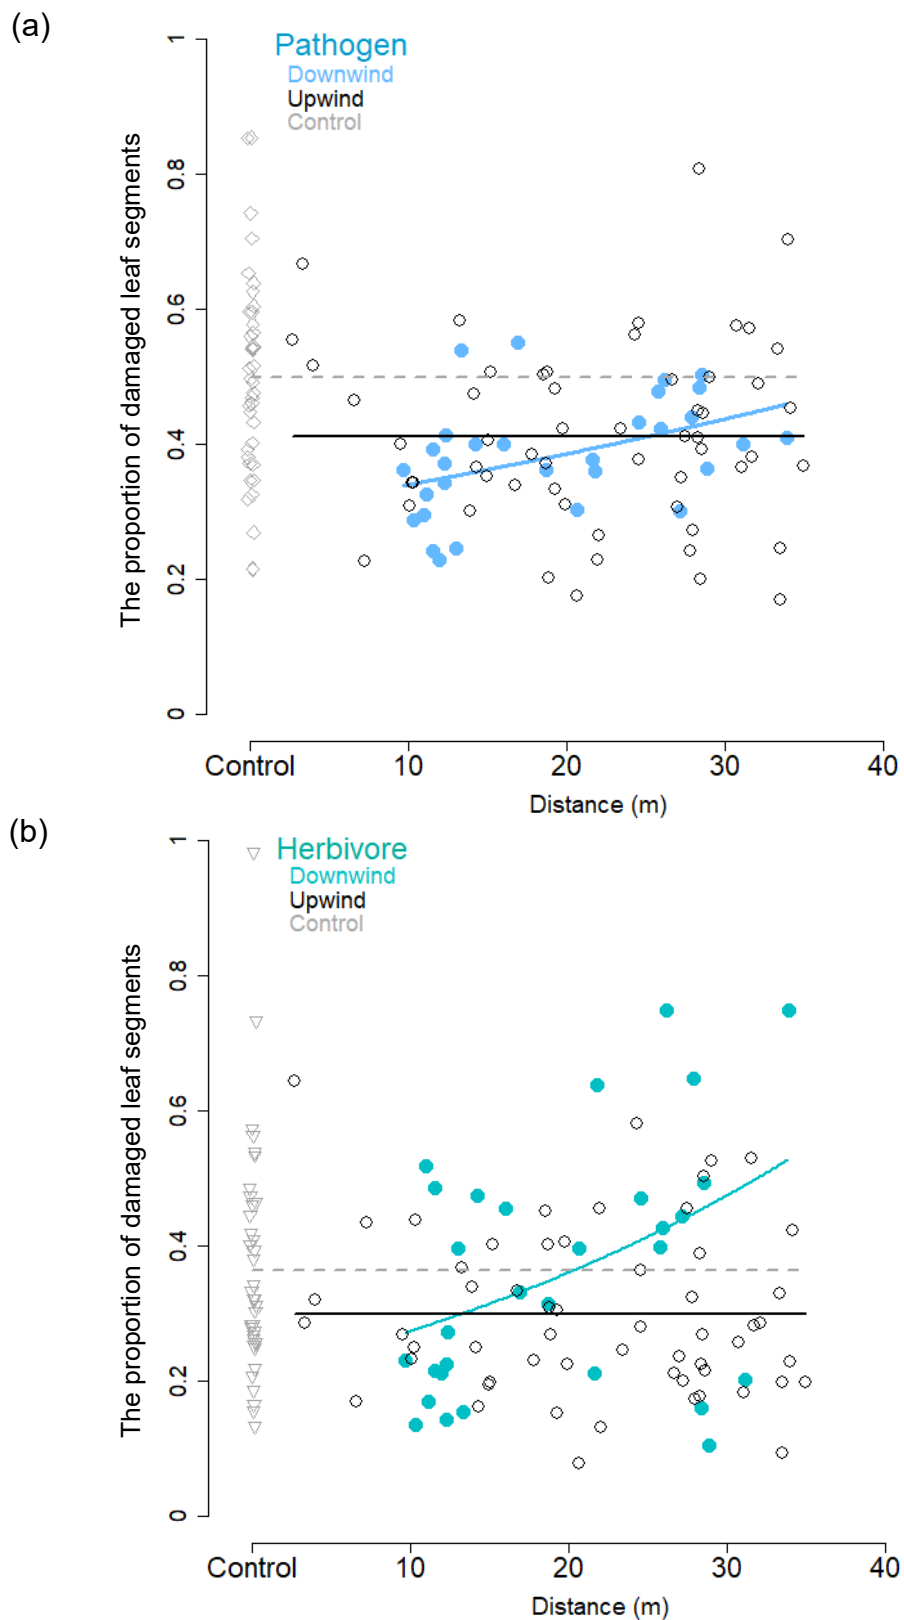 (a)
Pathogen
Downwind
Upwind
Control
The proportion of damaged leaf segments
1
0.8
0.6
0.4
0.2
0
Control 10 20 30 40
Distance (m)
(b)
Herbivore
Downwind
Upwind
Control
The proportion of damaged leaf segments
1
0.8
0.6
0.4
0.2
0
Control 10 20 30 40
Distance (m)